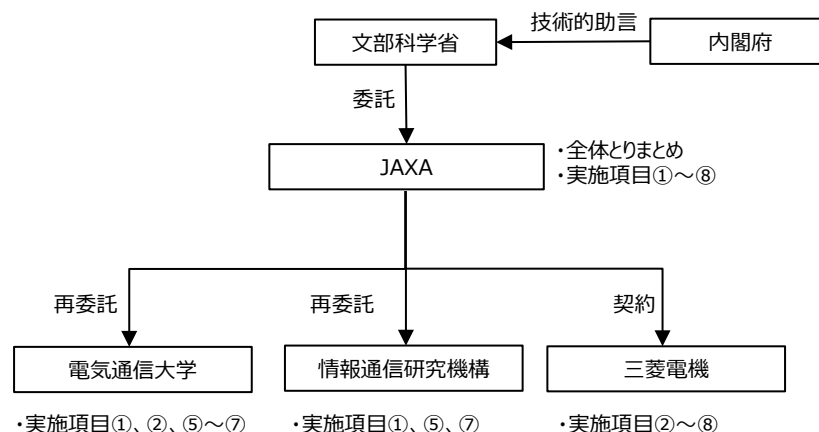 技術的助言
文部科学省
内閣府
委託
JAXA
・全体とりまとめ
・実施項目①～⑧
再委託
再委託
契約
電気通信大学
情報通信研究機構
三菱電機
・実施項目①、②、⑤～⑦
・実施項目①、⑤、⑦
・実施項目②～⑧